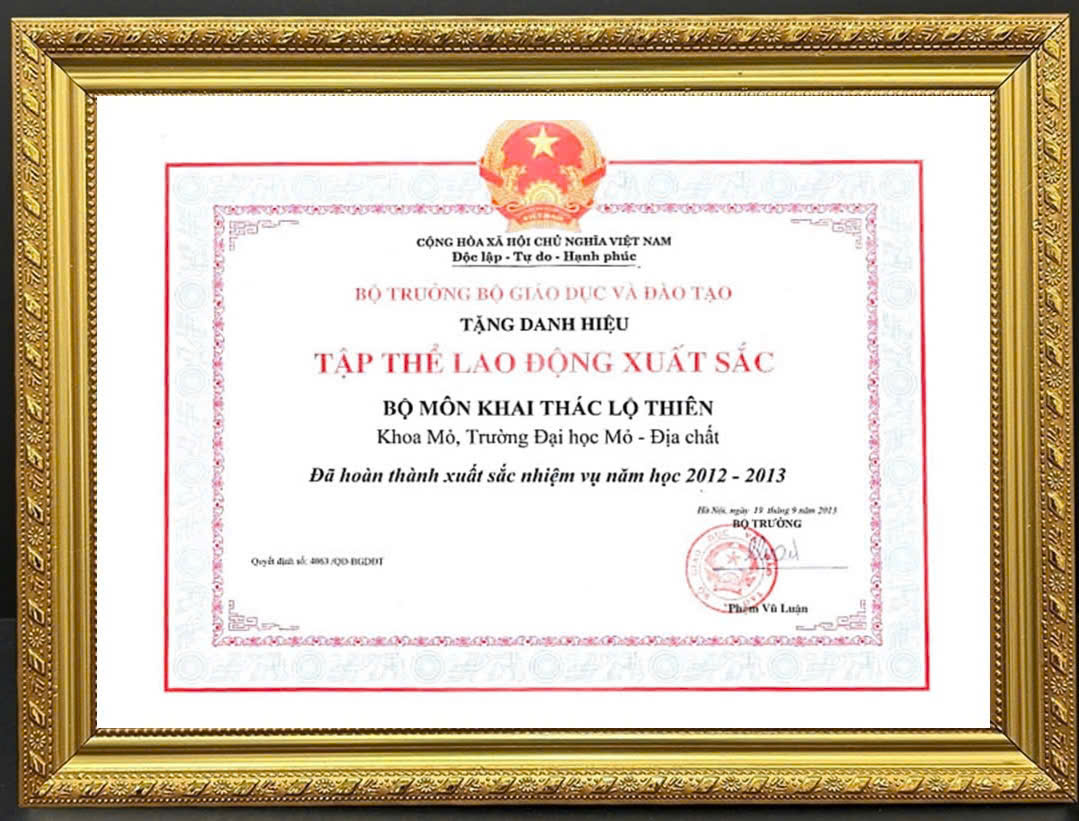 VIỆT NAM
CỘNG HÒA XÃ HỘI CHỦ NGHĨA VIỆT NAM
Độc lập - Tự do - Hạnh phúc
BỘ TRƯỞNG BỘ GIÁO DỤC VÀ ĐÀO TẠO
TẶNG DANH HIỆU
TẬP THỂ LAO ĐỘNG XUẤT SẮC
BỘ MÔN KHAI THÁC LỘ THIÊN
Khoa Mỏ, Trường Đại học Mỏ - Địa chất
Đã hoàn thành xuất sắc nhiệm vụ năm học 2012 - 2013
Hà Nội, ngày 19 tháng 9 năm 2013
BỘ TRƯỞNG
Quyết định số: 4063 /QĐ-BGDĐT
Phạm Vũ Luận